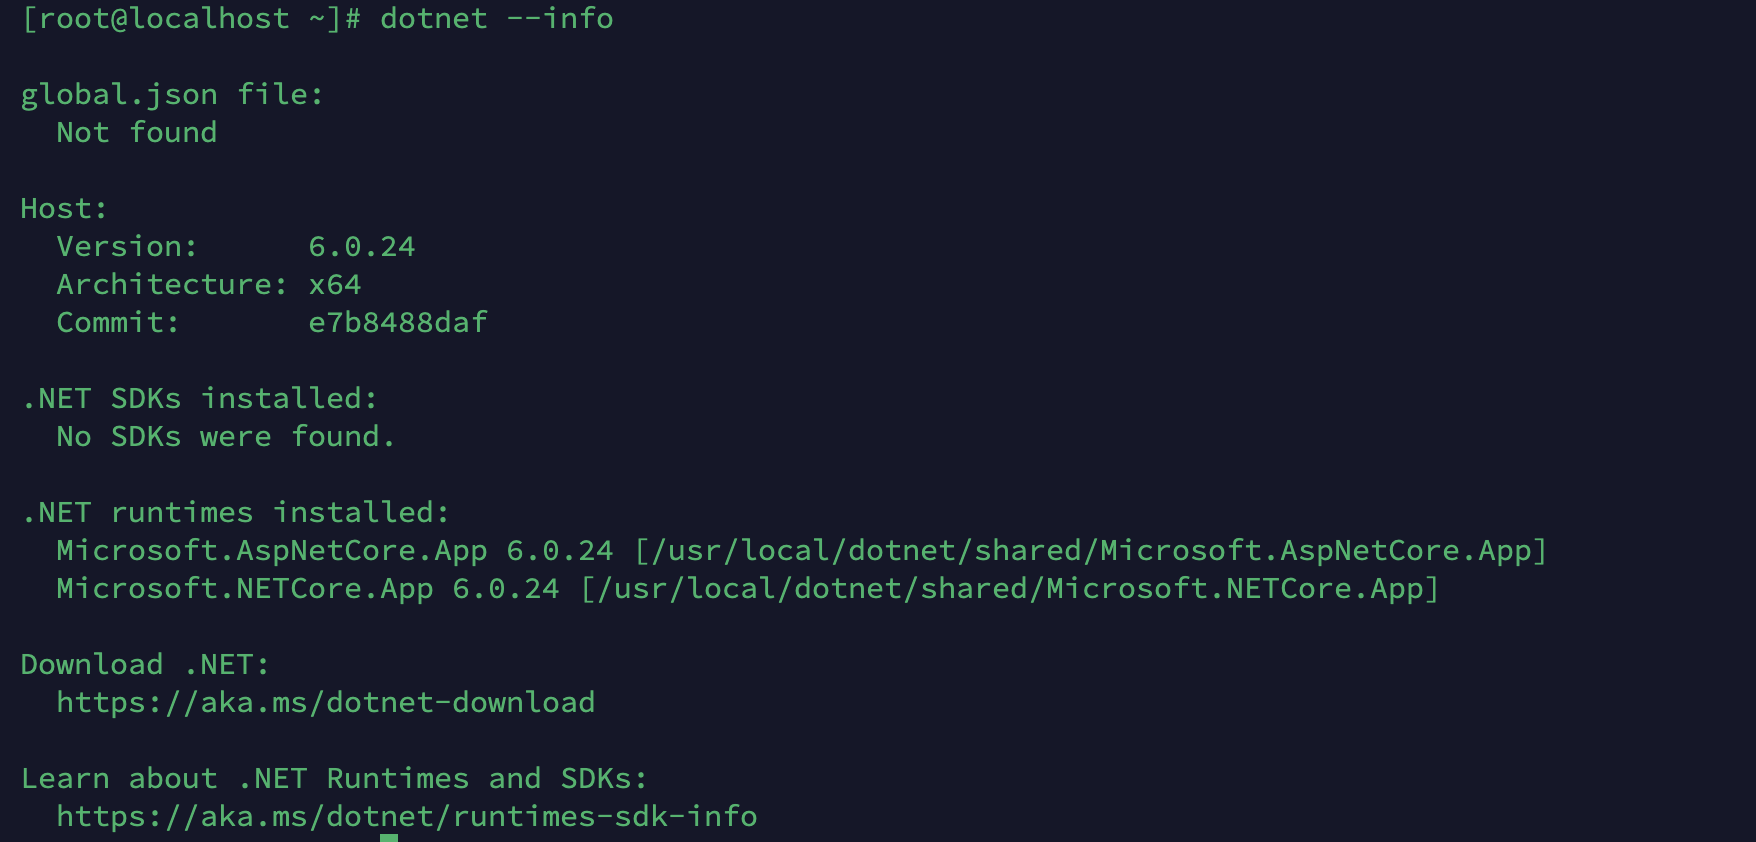 [root@localhost ~]# dotnet --info
global.json file:
  Not found
Host:
  Version:      6.0.24
  Architecture: x64
  Commit:       e7b8488daf
.NET SDKs installed:
  No SDKs were found.
.NET runtimes installed:
  Microsoft.AspNetCore.App 6.0.24 [/usr/local/dotnet/shared/Microsoft.AspNetCore.App]
  Microsoft.NETCore.App 6.0.24 [/usr/local/dotnet/shared/Microsoft.NETCore.App]
Download .NET:
  https://aka.ms/dotnet-download
Learn about .NET Runtimes and SDKs:
  https://aka.ms/dotnet/runtimes-sdk-info